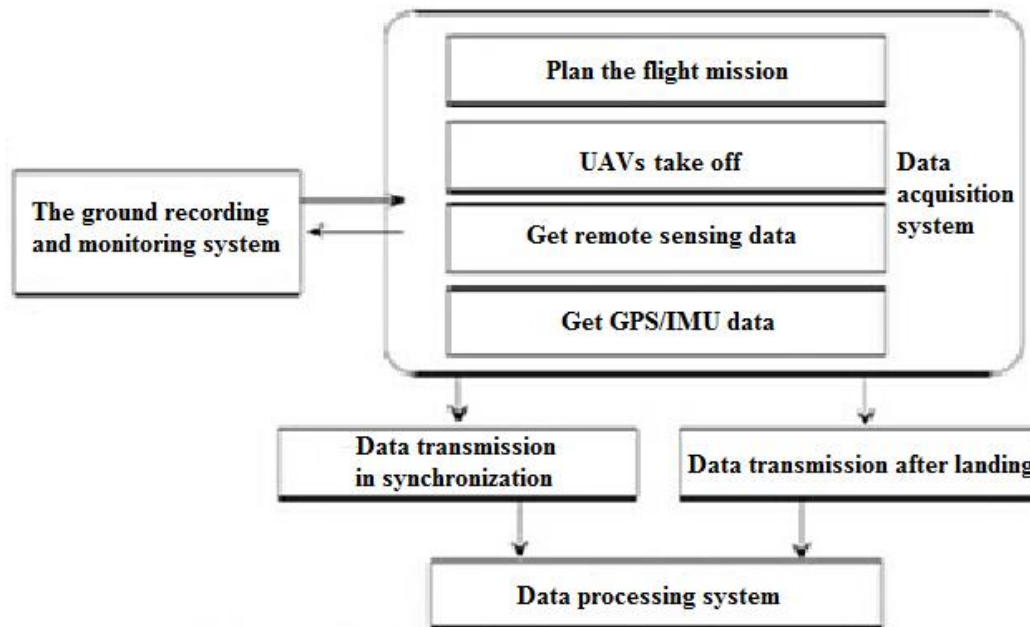 Plan the flight mission
UAVs take off
Get remote sensing data
Get GPS/IMU data
Data
acquisition
system
The ground recording
and monitoring system
Data transmission
in synchronization
Data transmission after landing
Data processing system